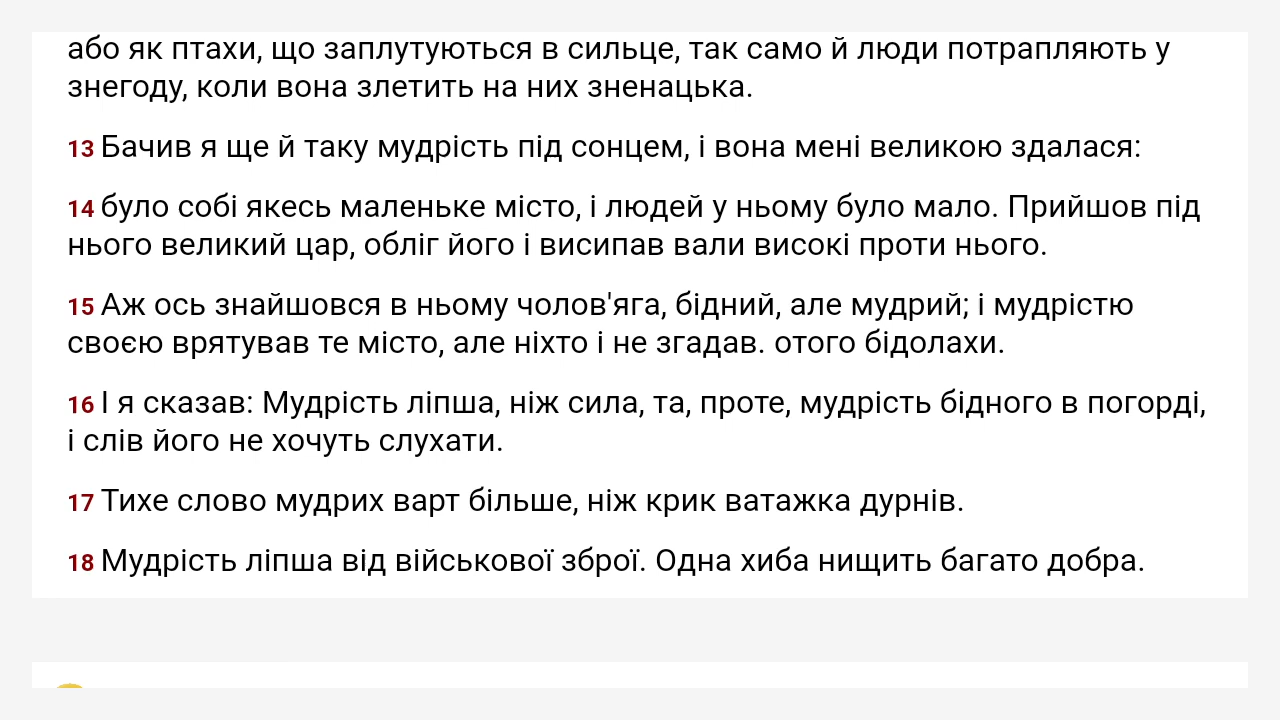 або як птахи, що заплутуються в сильце, так само й люди потрапляють у
знегоду, коли вона злетить на них зненацька.
13 Бачив я ще й таку мудрість під сонцем, і вона мені великою здалася:
14 було собі якесь маленьке місто, і людей у ньому було мало. Прийшов під
нього великий цар, обліг його і висипав вали високі проти нього.
15 Аж ось знайшовся в ньому чолов'яга, бідний, але мудрий; і мудрістю
своєю врятував те місто, але ніхто і не згадав. отого бідолахи.
16 І я сказав: Мудрість ліпша, ніж сила, та, проте, мудрість бідного в погорді,
і слів його не хочуть слухати.
17 Тихе слово мудрих варт більше, ніж крик ватажка дурнів.
18 Мудрість ліпша від військової зброї. Одна хиба нищить багато добра.